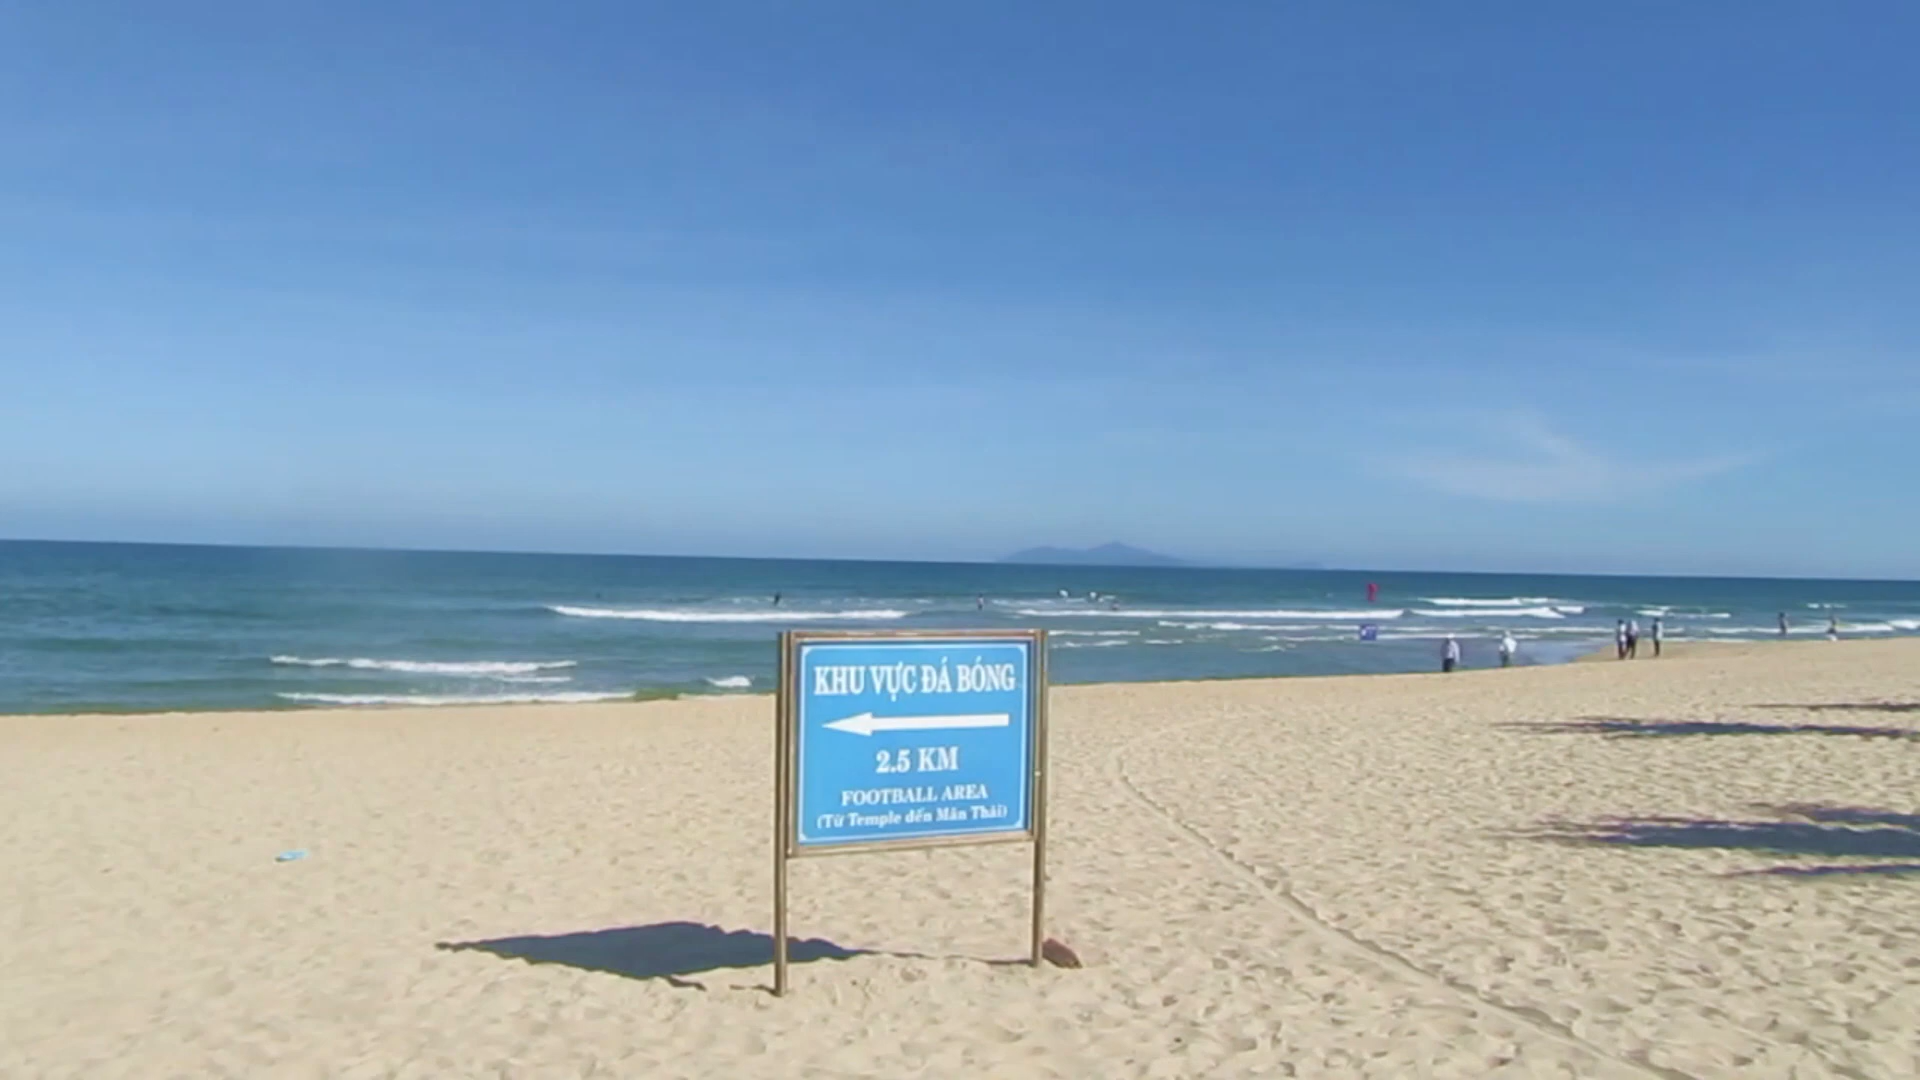 KHU VỰC ĐÁ BÓNG
2.5 KM
FOOTBALL AREA
(Từ Temple đến Mân Thái)